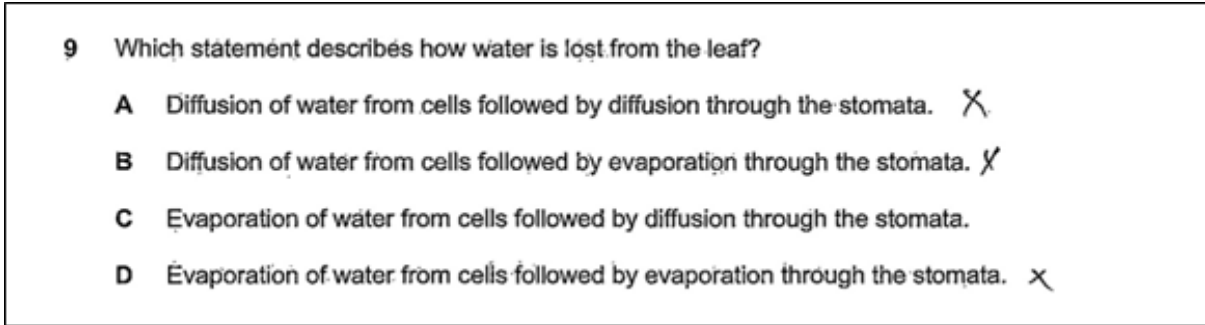 9 Which statement describes how water is lost from the leaf?
A Diffusion of water from cells followed by diffusion through the stomata. X
B Diffusion of water from cells followed by evaporation through the stomata. X
C Evaporation of water from cells followed by diffusion through the stomata.
D Evaporation of water from cells followed by evaporation through the stomata. x